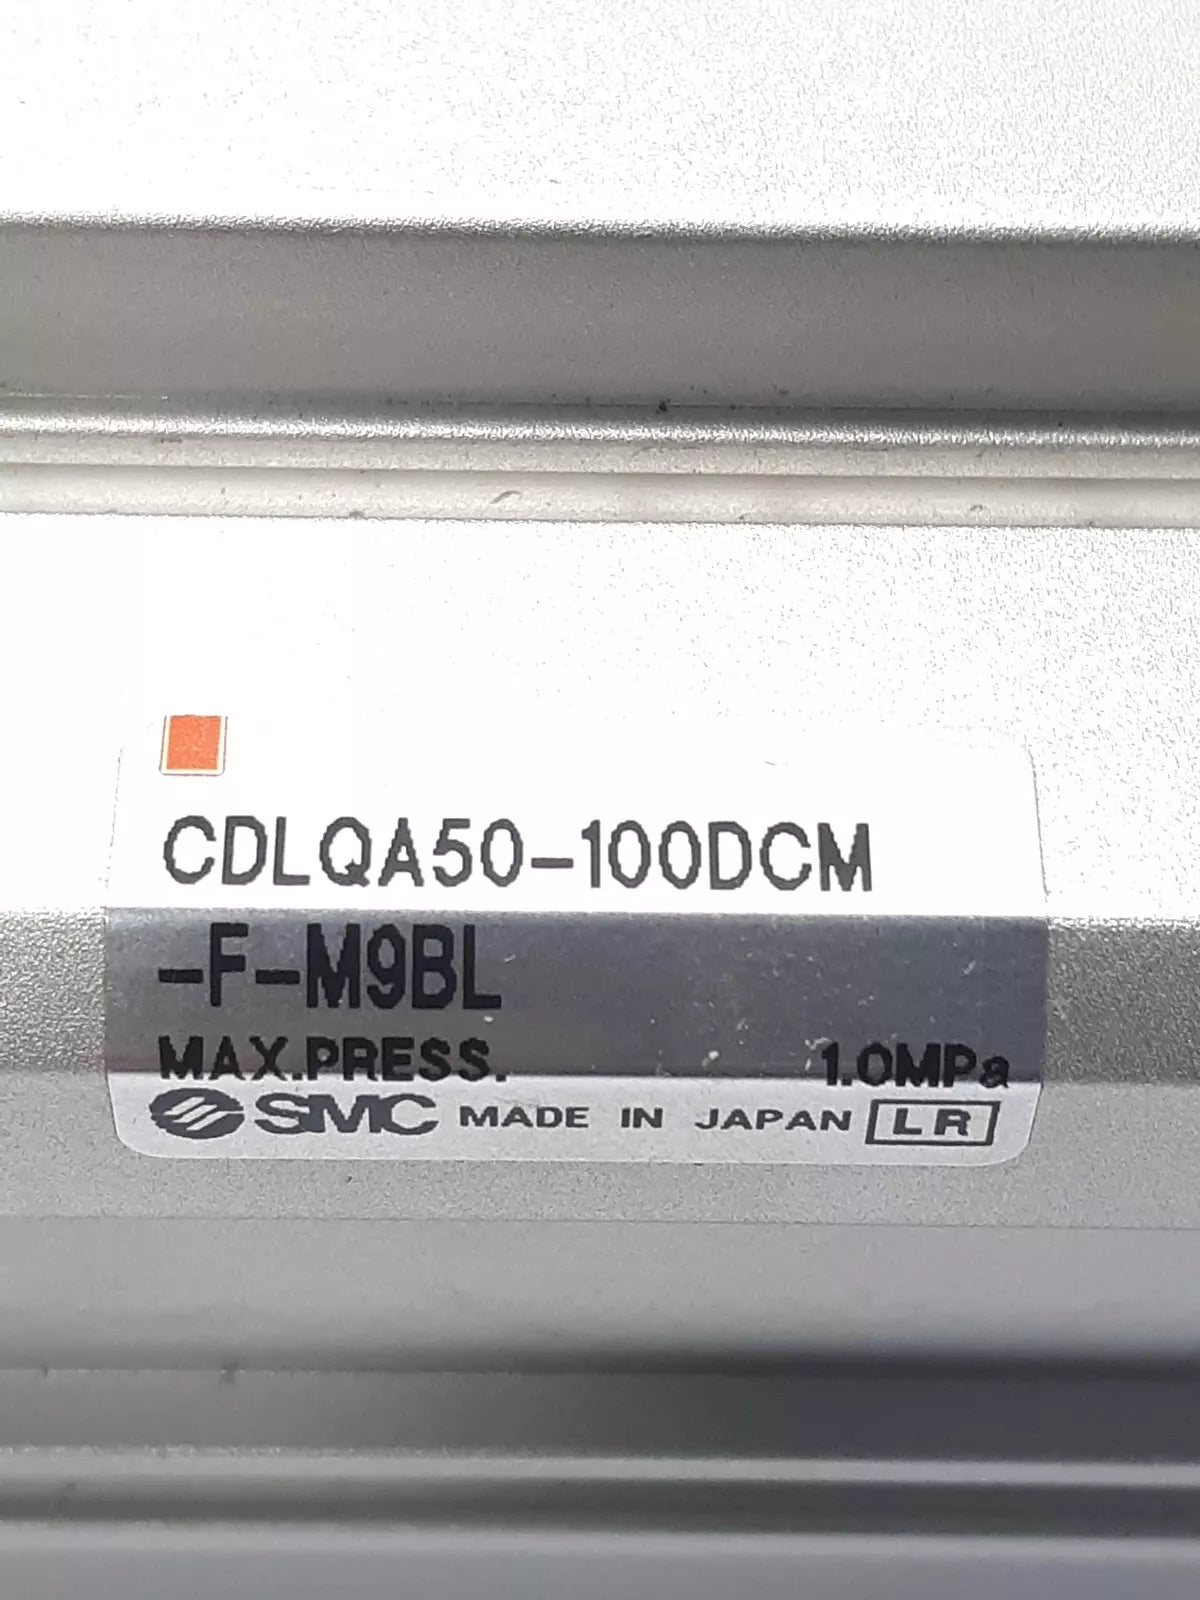 CDLQA50-100DCM
-F-M9BL
MAX.PRESS. 1.0MPa
SMC MADE IN JAPAN LR